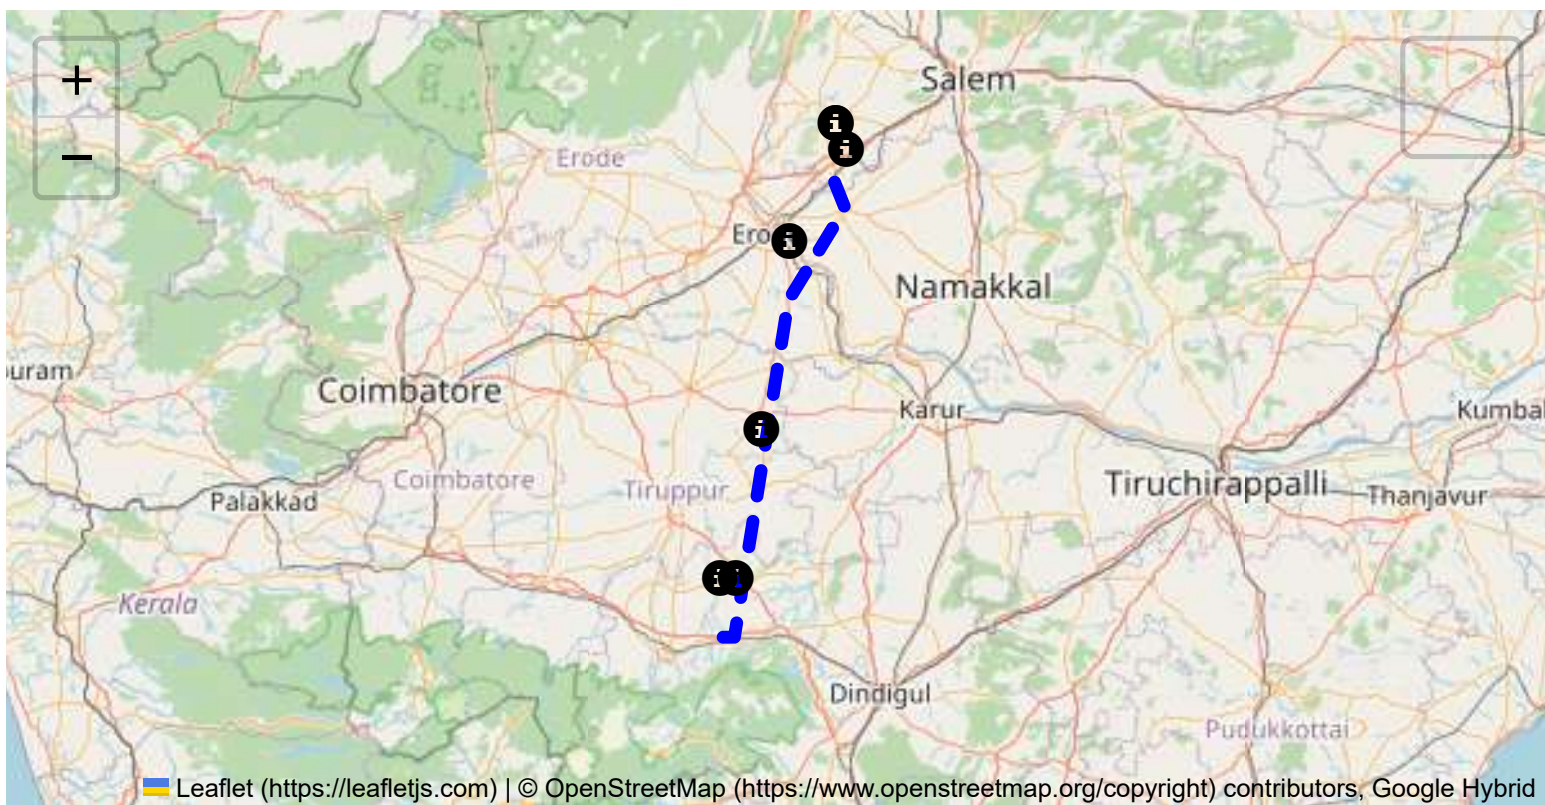 +
Salem
−
Erode
Ero
Namakkal
uram
Coimbatore
Karur
Kumba
Coimbatore
Tiruppur
Tiruchirappalli
Palakkad
Thanjavur
Kerala
Dindigul
Pudukkottai
Leaflet (https://leafletjs.com) | © OpenStreetMap (https://www.openstreetmap.org/copyright) contributors, Google Hybrid